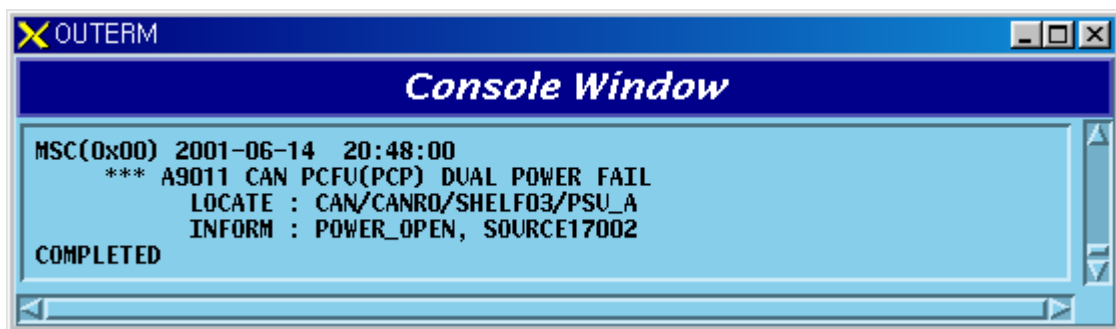 OUTERM
Console Window
MSC(0x00) 2001-06-14 20:48:00
*** A9011 CAN PCFU(PCP) DUAL POWER FAIL
LOCATE : CAN/CANR0/SHELF03/PSU_A
INFORM : POWER_OPEN, SOURCE17002
COMPLETED